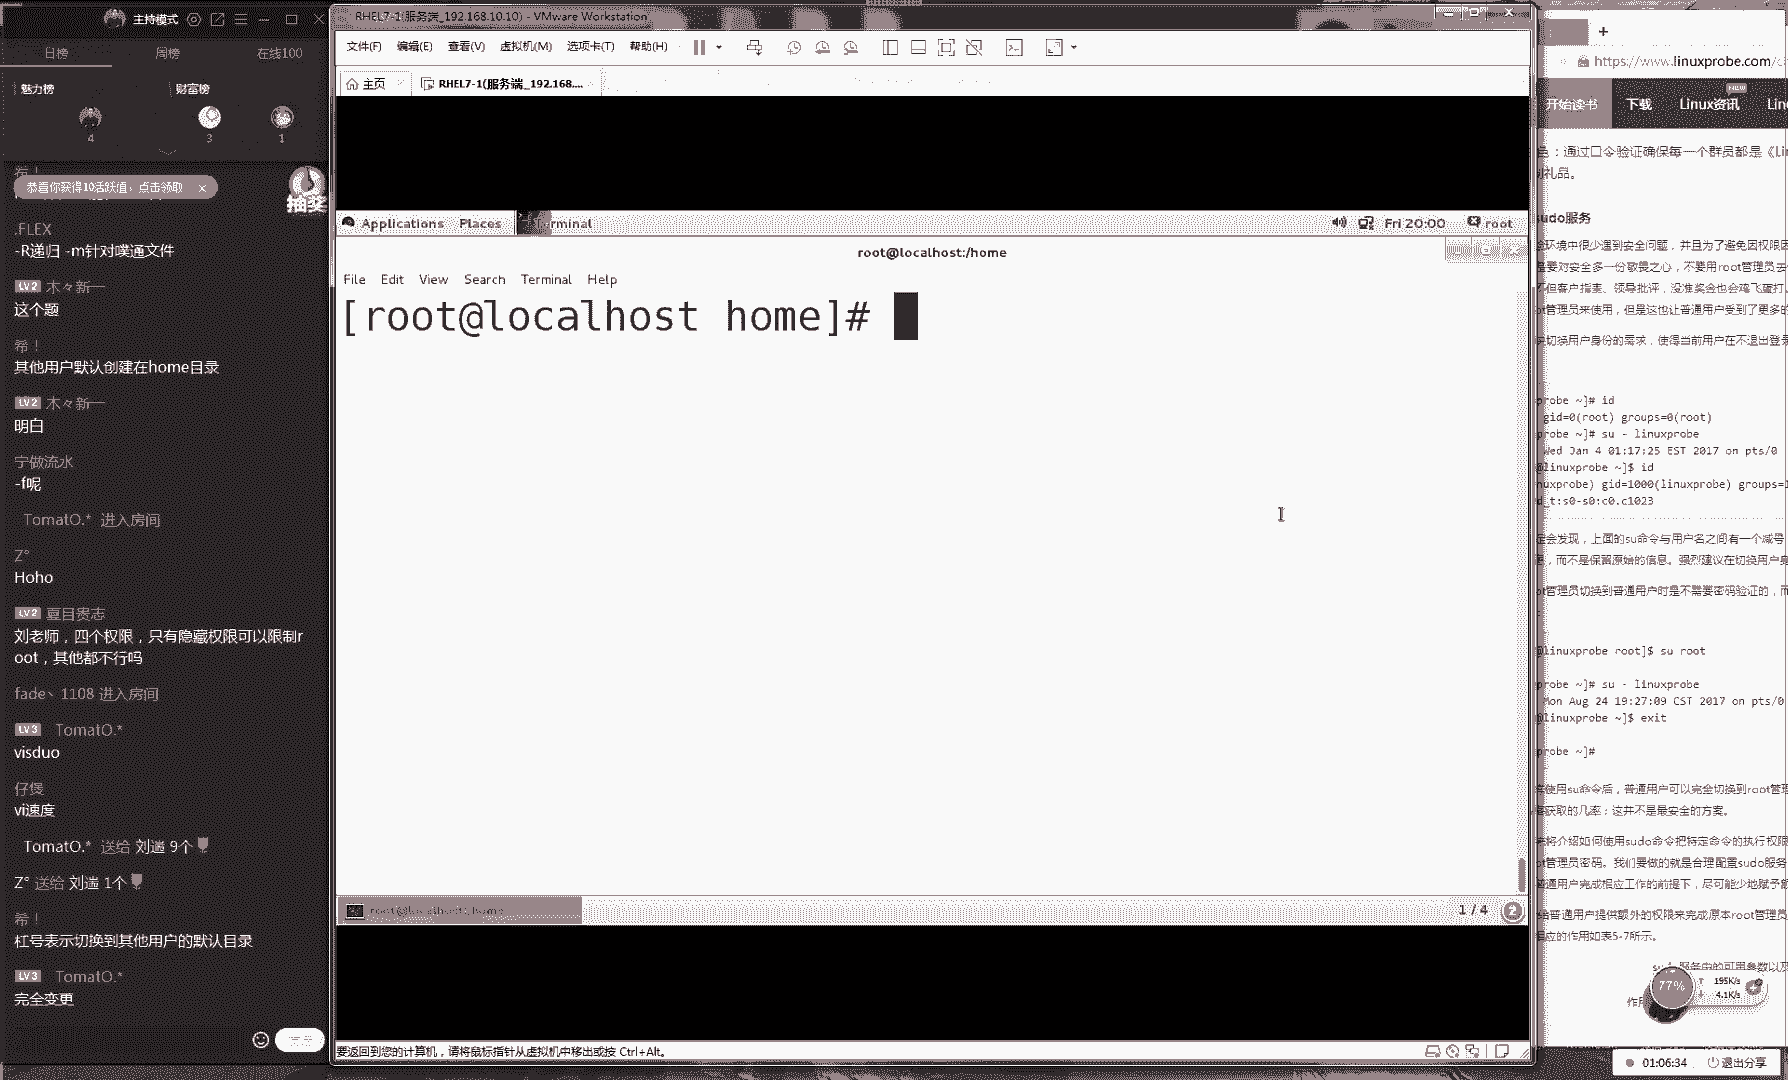 主持模式
日榜
周榜
在线100
魅力榜
财富榜
4
3
1
恭喜你获得10活跃值，点击领取
抽奖
.FLEX
-R递归 -m针对噗通文件
LV2 木々新一
这个题
希！
其他用户默认创建在home目录
LV2 木々新一
明白
宁做流水
-f呢
TomatO.* 进入房间
Z°
Hoho
LV2 夏目贵志
刘老师，四个权限，只有隐藏权限可以限制r
oot，其他都不行吗
fade、1108 进入房间
LV3 TomatO.*
visduo
仔煲
vi速度
TomatO.* 送给 刘遄 9个
Z° 送给 刘遄 1个
希！
杠号表示切换到其他用户的默认目录
LV3 TomatO.*
完全变更
RHEL7-1(服务端_192.168.10.10) - VMware Workstation
文件(F) 编辑(E) 查看(V) 虚拟机(M) 选项卡(T) 帮助(H)
主页
RHEL7-1(服务端_192.168....
Applications Places
Fri 20:00
root
root@localhost:/home
File Edit View Search Terminal Help
[root@localhost home]#
root@localhost:/home
1 / 4
2
要返回到您的计算机，请将鼠标指针从虚拟机中移出或按 Ctrl+Alt。
https://www.linuxprobe.com/c
开始读书
下载
Linux资讯
NEW
Lin
：通过口令验证确保每一个群员都是《Li
礼品。
sudo服务
环境中很少遇到安全问题，并且为了避免因权限因
要对安全多一份敬畏之心，不要用root管理员去
但客户指责、领导批评，没准奖金也会鸡飞蛋打。
管理员来使用，但是这也让普通用户受到了更多的
切换用户身份的需求，使得当前用户在不退出登录
probe ~]# id
gid=0(root) groups=0(root)
probe ~]# su - linuxprobe
Wed Jan 4 01:17:25 EST 2017 on pts/0
@linuxprobe ~]$ id
nuxprobe) gid=1000(linuxprobe) groups=1
d_t:s0-s0:c0.c1023
会发现，上面的su命令与用户名之间有一个减号
，而不是保留原始的信息。强烈建议在切换用户身
管理员切换到普通用户时是不需要密码验证的，而
@linuxprobe root]$ su root
probe ~]# su - linuxprobe
Mon Aug 24 19:27:09 CST 2017 on pts/0
@linuxprobe ~]$ exit
probe ~]#
使用su命令后，普通用户可以完全切换到root管理
获取的几率；这并不是最安全的方案。
将介绍如何使用sudo命令把特定命令的执行权限
管理员密码。我们要做的就是合理配置sudo服务
普通用户完成相应工作的前提下，尽可能少地赋予额
给普通用户提供额外的权限来完成原本root管理员
相应的作用如表5-7所示。
服务中的可用参数以及
77%
195K/s
4.1K/s
01:06:34
退出分享